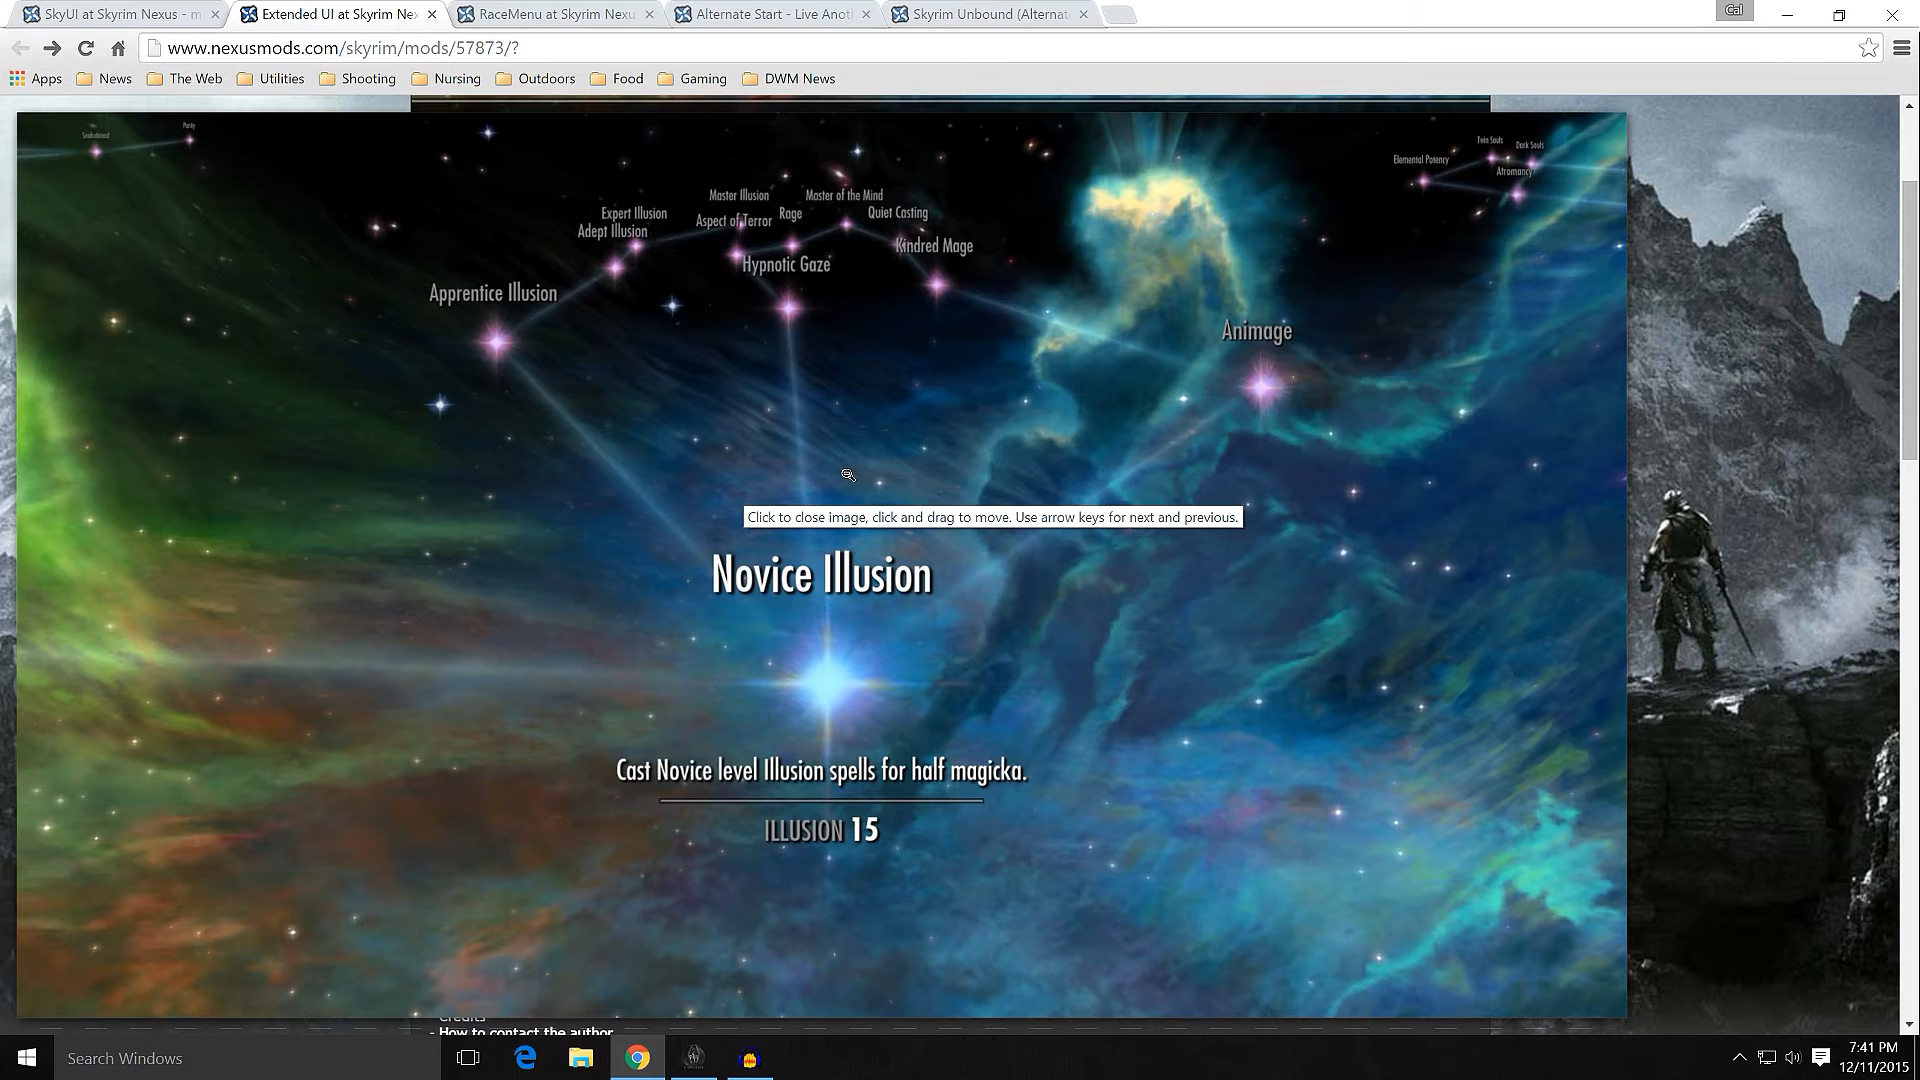 SkyUI at Skyrim Nexus - m
Extended UI at Skyrim Nex
RaceMenu at Skyrim Nexu
Alternate Start - Live Anot
Skyrim Unbound (Alternat
Cal
www.nexusmods.com/skyrim/mods/57873/?
Apps
News
The Web
Utilities
Shooting
Nursing
Outdoors
Food
Gaming
DWM News
Snakeblood
Purity
Twin Souls
Dark Souls
Elemental Potency
Atromancy
Master Illusion
Master of the Mind
Expert Illusion
Aspect of Terror
Rage
Quiet Casting
Adept Illusion
Kindred Mage
Hypnotic Gaze
Apprentice Illusion
Animage
Click to close image, click and drag to move. Use arrow keys for next and previous.
Novice Illusion
Cast Novice level Illusion spells for half magicka.
ILLUSION 15
Credits
- How to contact the author
Search Windows
7:41 PM
12/11/2015